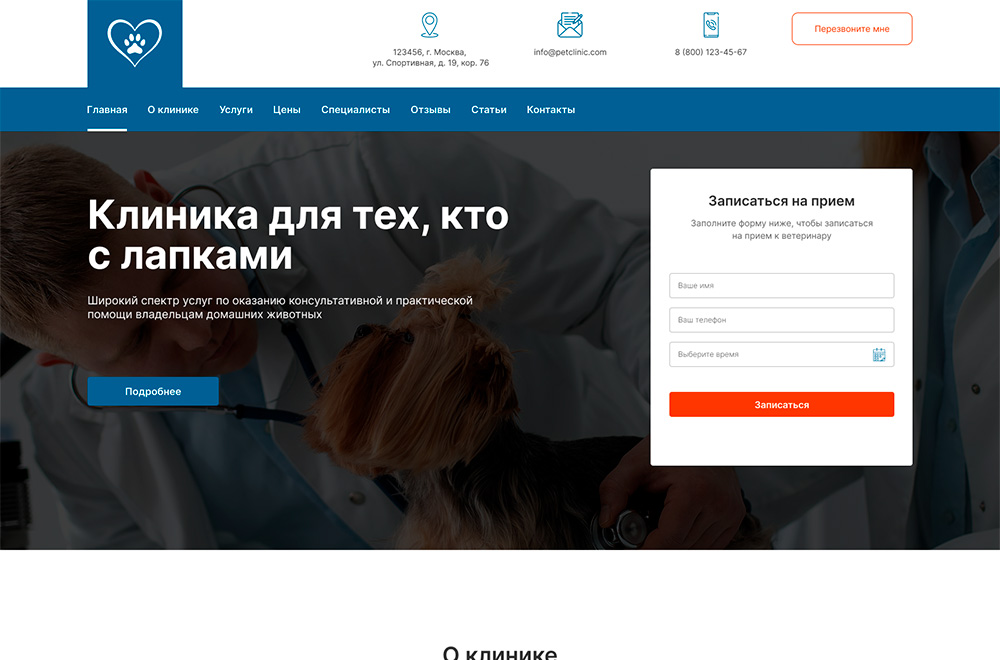 123456, г. Москва,
ул. Спортивная, д. 19, кор. 76
info@petclinic.com
8 (800) 123-45-67
Перезвоните мне
Главная
О клинике
Услуги
Цены
Специалисты
Отзывы
Статьи
Контакты
Клиника для тех, кто
с лапками
Широкий спектр услуг по оказанию консультативной и практической
помощи владельцам домашних животных
Подробнее
Записаться на прием
Заполните форму ниже, чтобы записаться
на прием к ветеринару
Ваше имя
Ваш телефон
Выберите время
Записаться
О клинике